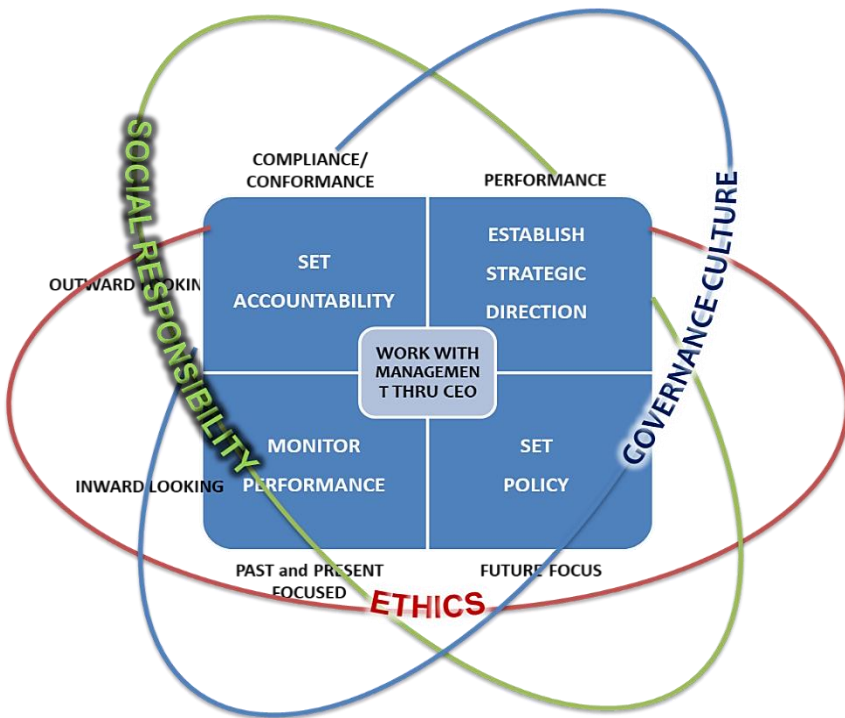 SOCIAL RESPONSIBILITY
GOVERNANCE CULTURE
COMPLIANCE/
CONFORMANCE
PERFORMANCE
SET
ACCOUNTABILITY
ESTABLISH
STRATEGIC
DIRECTION
OUTWARD
WORK WITH
MANAGEMEN
T THRU CEO
MONITOR
PERFORMANCE
SET
POLICY
INWARD LOOKING
PAST and PRESENT
FOCUSED
FUTURE FOCUS
ETHICS